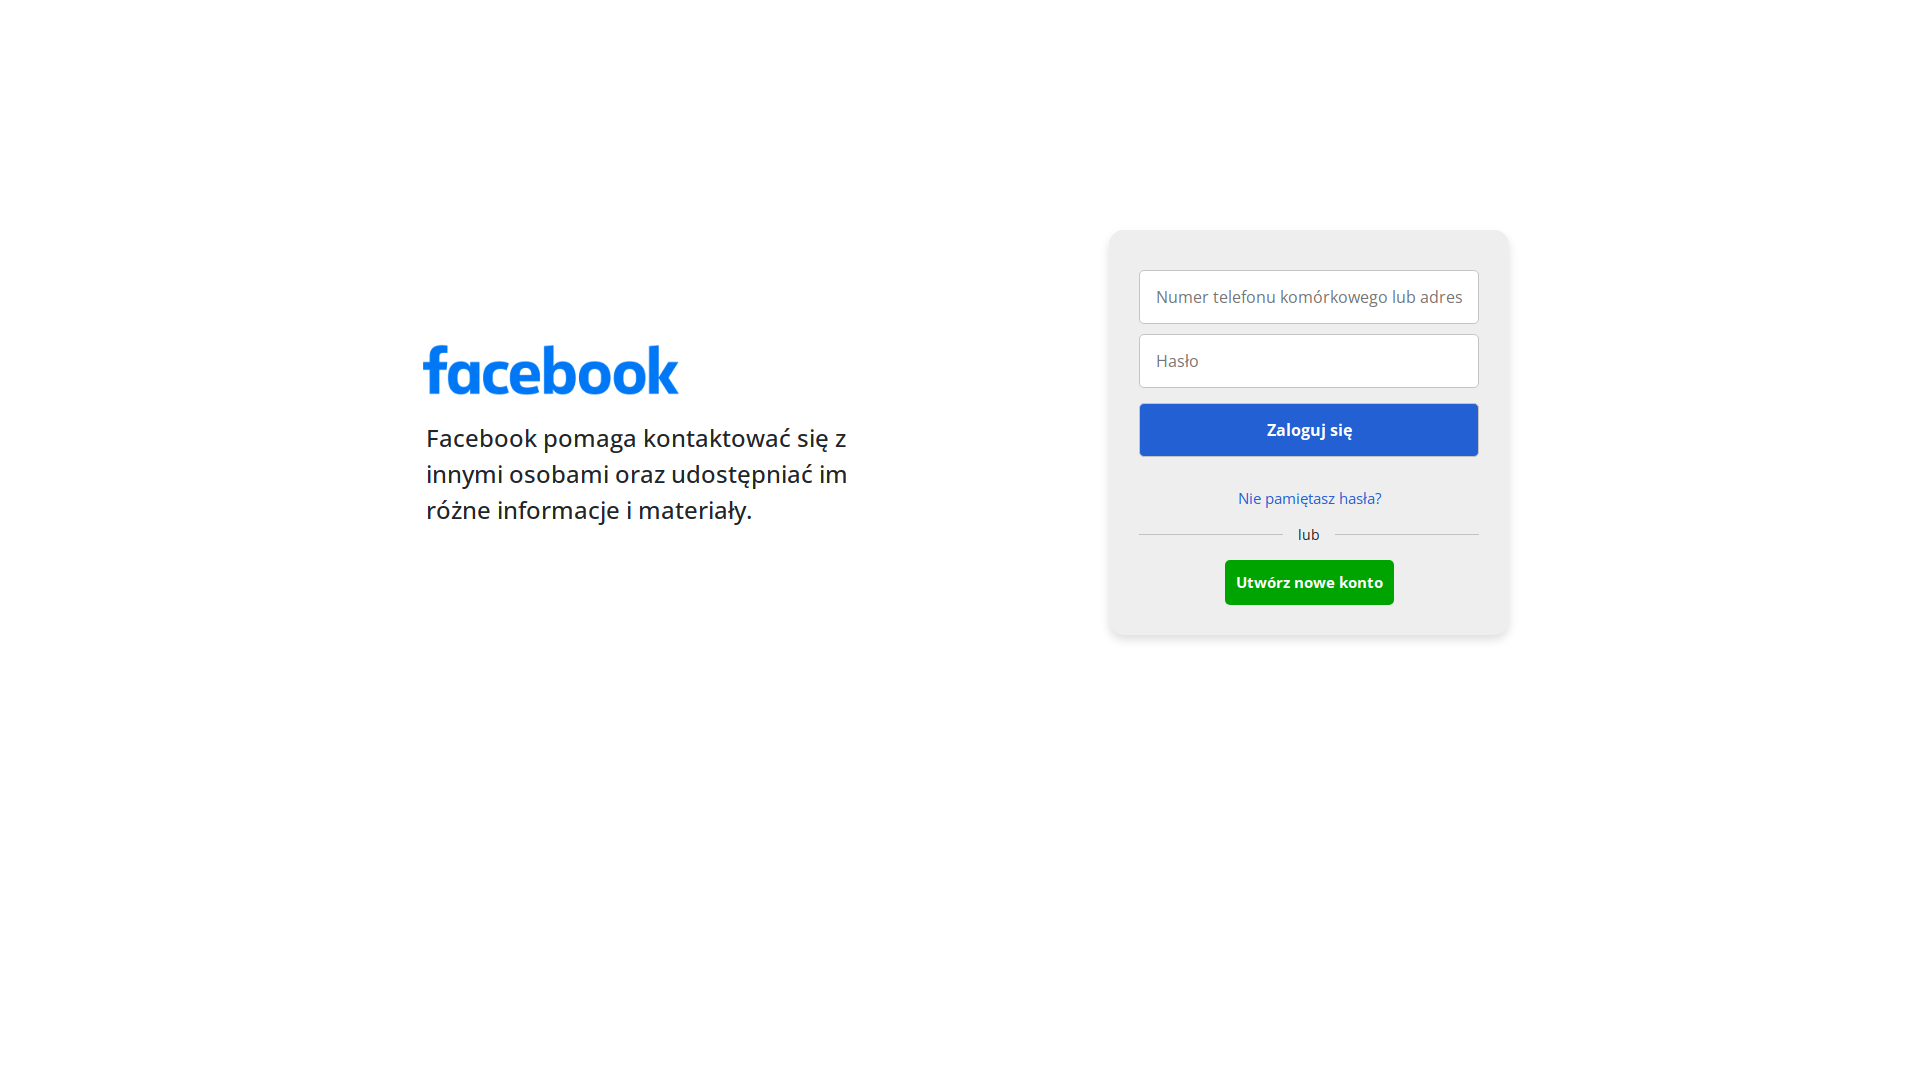 facebook
Facebook pomaga kontaktować się z
innymi osobami oraz udostępniać im
różne informacje i materiały.
Numer telefonu komórkowego lub adres
Hasło
Zaloguj się
Nie pamiętasz hasła?
lub
Utwórz nowe konto